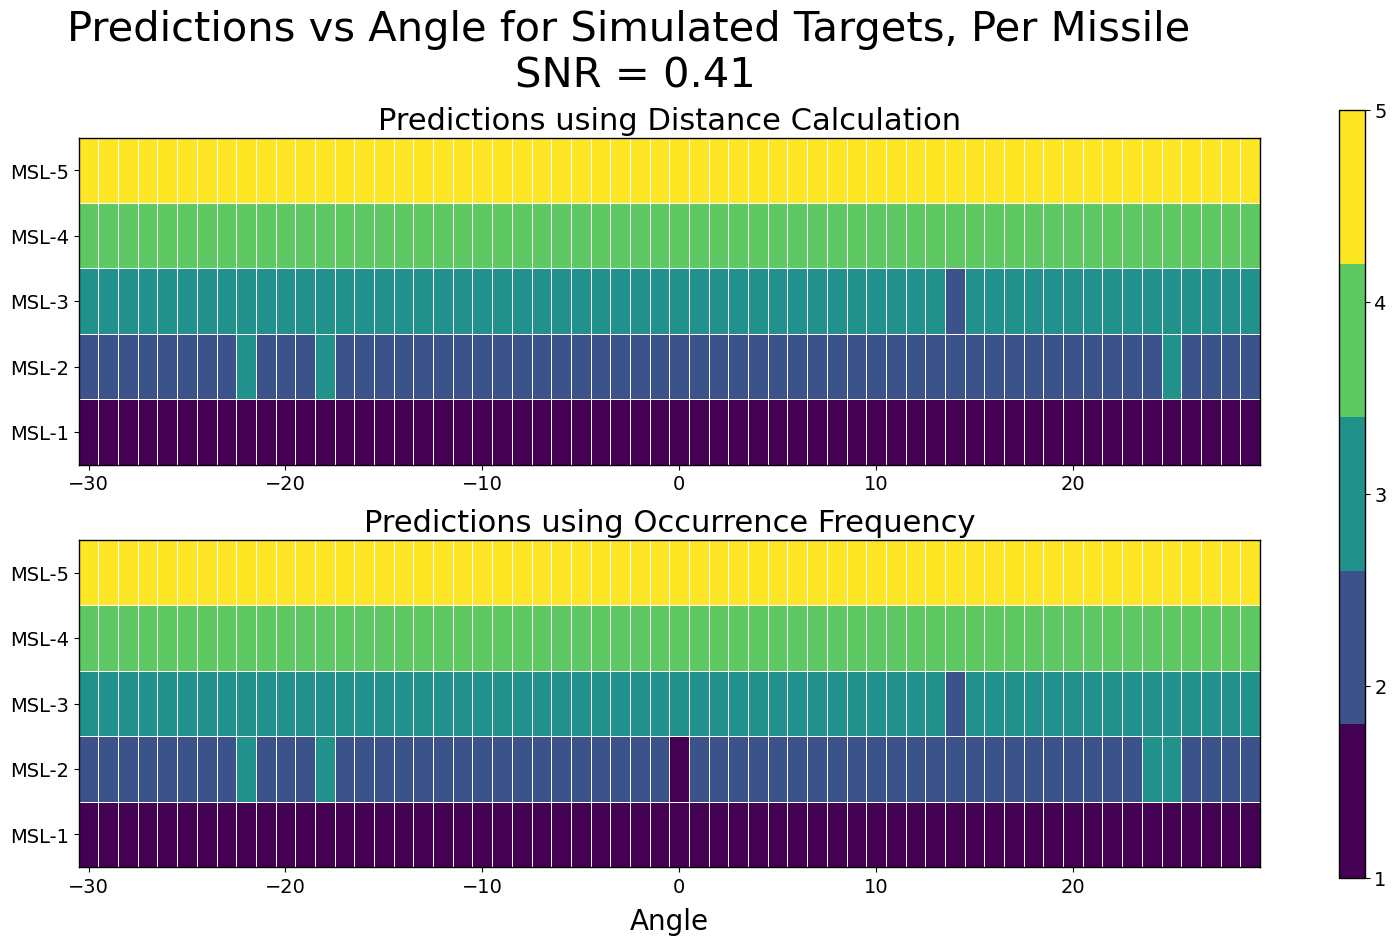 Predictions vs Angle for Simulated Targets, Per Missile
SNR = 0.41
Predictions using Distance Calculation
MSL-5
MSL-4
MSL-3
MSL-2
MSL-1
−30 −20 −10 0 10 20
Predictions using Occurrence Frequency
MSL-5
MSL-4
MSL-3
MSL-2
MSL-1
−30 −20 −10 0 10 20
Angle
5
4
3
2
1